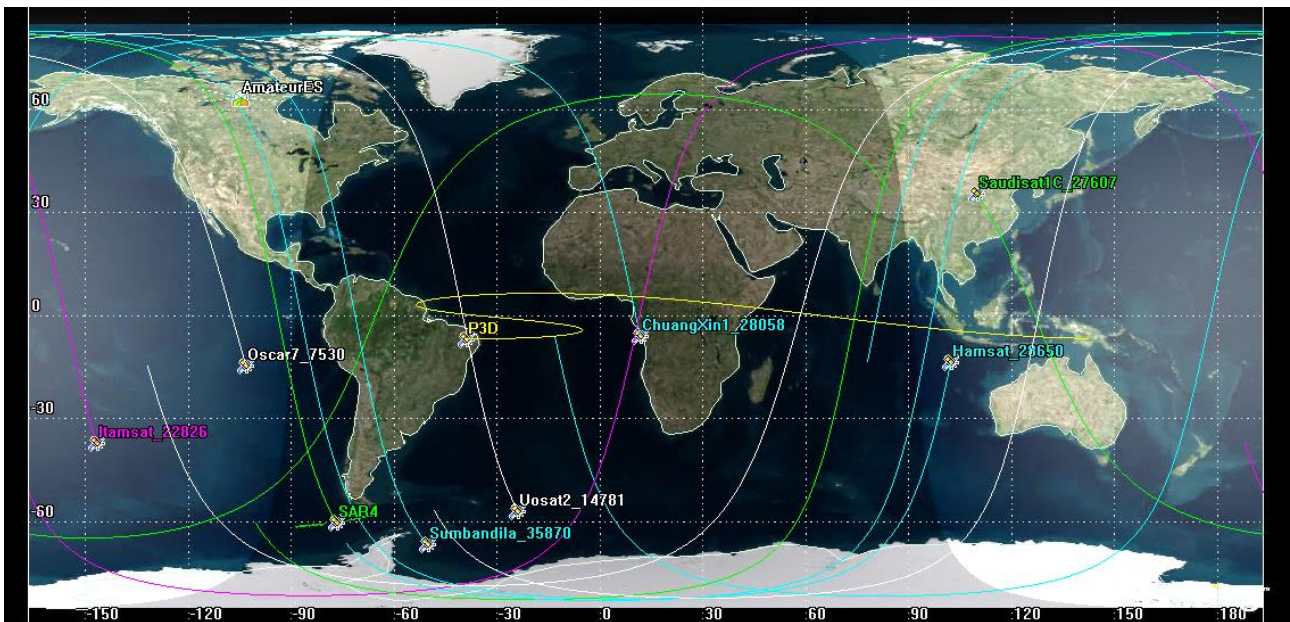 AmateurES
60
Saudisat1C_27607
30
0
P3D
ChuangXin1_28058
Oscar7_7530
Hamsat_28650
-30
Itamsat_22826
Uosat2_14781
SAR4
-60
Sumbandila_35870
-150 -120 -90 -60 -30 0 30 60 90 120 150 180